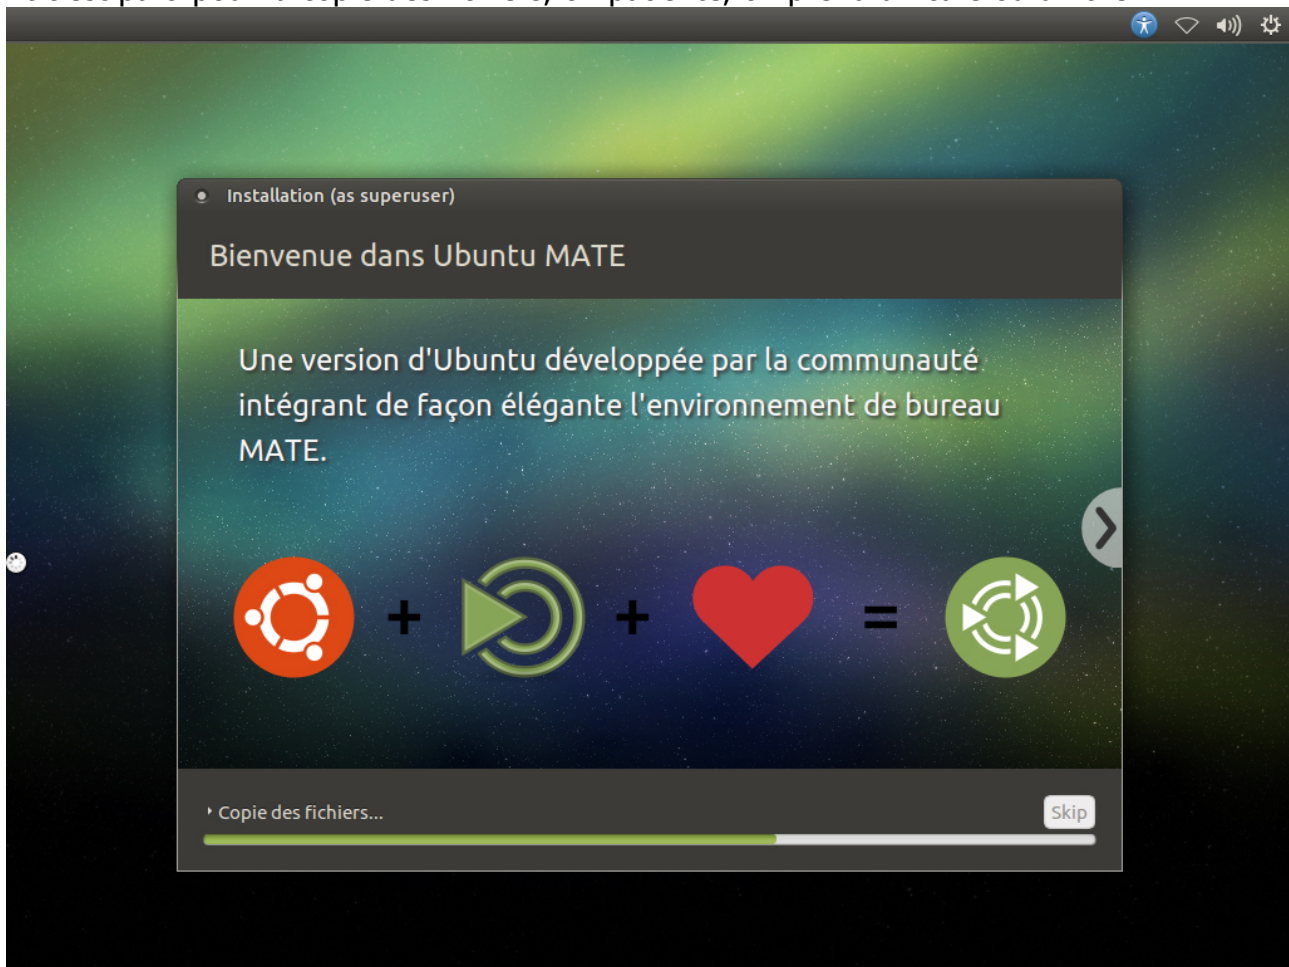 Installation (as superuser)
Bienvenue dans Ubuntu MATE
Une version d'Ubuntu développée par la communauté
intégrant de façon élégante l'environnement de bureau
MATE.
+ + =
Copie des fichiers...
Skip